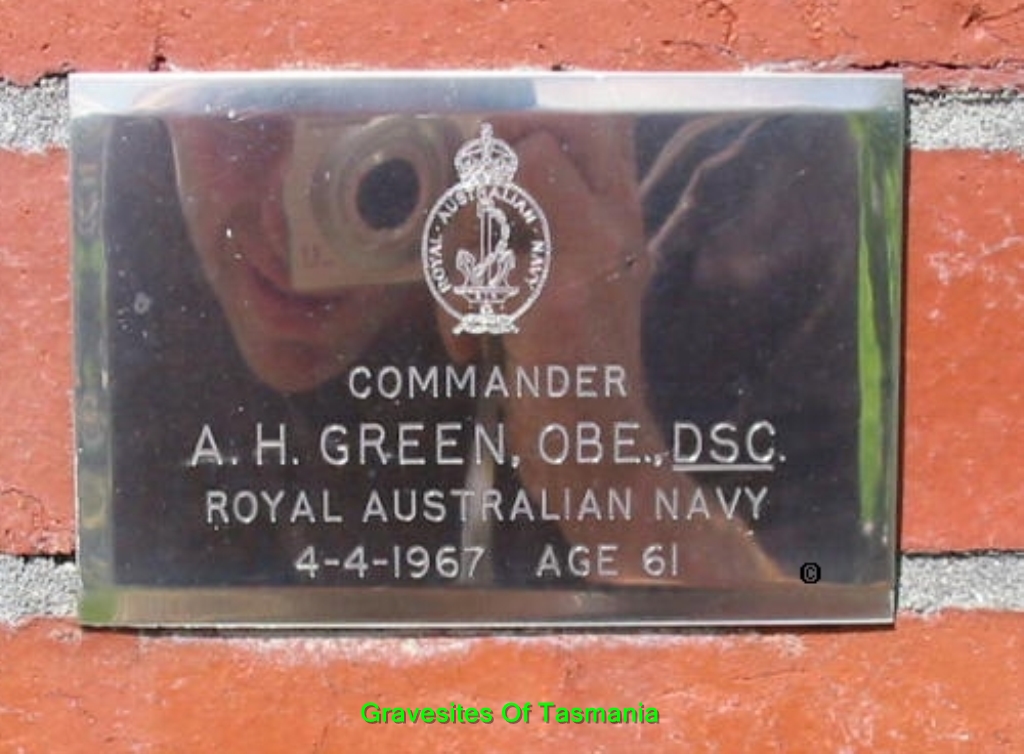 ROYAL · AUSTRALIAN · NAVY
COMMANDER
A. H. GREEN, OBE., DSC.
ROYAL AUSTRALIAN NAVY
4-4-1967 AGE 61
©
Gravesites Of Tasmania